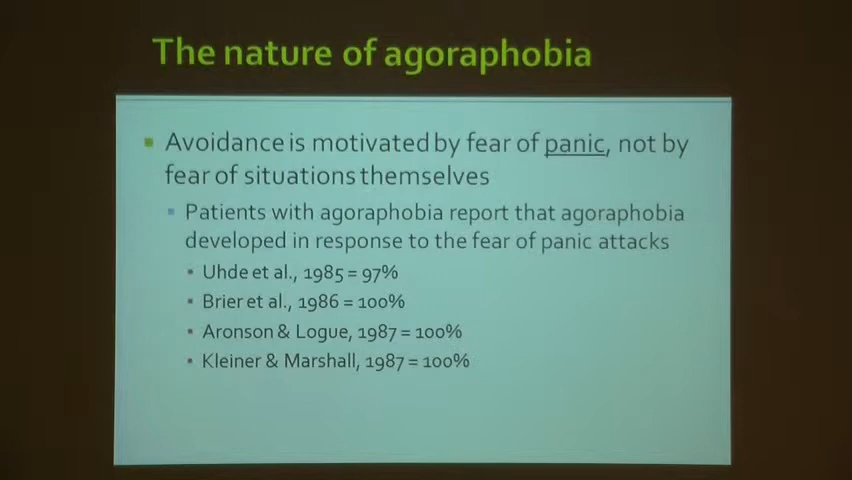 The nature of agoraphobia
Avoidance is motivated by fear of panic, not by
fear of situations themselves
Patients with agoraphobia report that agoraphobia
developed in response to the fear of panic attacks
Uhde et al., 1985 = 97%
Brier et al., 1986 = 100%
Aronson & Logue, 1987 = 100%
Kleiner & Marshall, 1987 = 100%